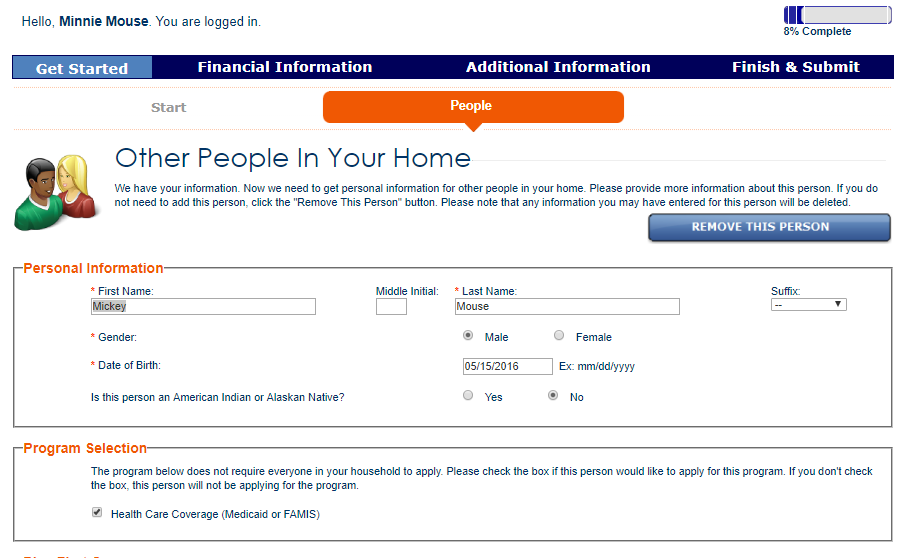 Hello, Minnie Mouse. You are logged in.
8% Complete
Get Started Financial Information Additional Information Finish & Submit
Start People
Other People In Your Home
We have your information. Now we need to get personal information for other people in your home. Please provide more information about this person. If you do
not need to add this person, click the "Remove This Person" button. Please note that any information you may have entered for this person will be deleted.
REMOVE THIS PERSON
Personal Information
* First Name: Middle Initial: * Last Name: Suffix:
Mickey Mouse --
* Gender: Male Female
* Date of Birth: 05/15/2016 Ex: mm/dd/yyyy
Is this person an American Indian or Alaskan Native? Yes No
Program Selection
The program below does not require everyone in your household to apply. Please check the box if this person would like to apply for this program. If you don't check
the box, this person will not be applying for the program.
Health Care Coverage (Medicaid or FAMIS)